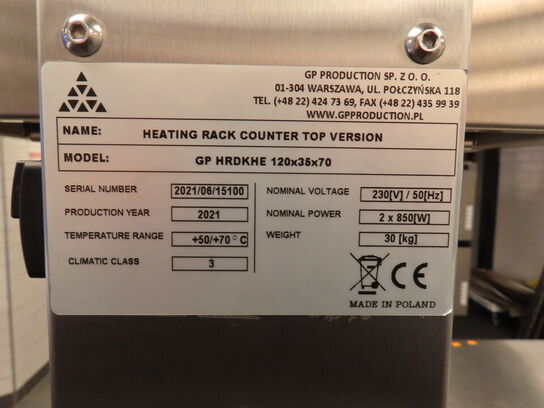 GP PRODUCTION SP. Z O. O.
01-304 WARSZAWA, UL. POŁCZYŃSKA 118
TEL. (+48 22) 424 73 69, FAX (+48 22) 435 99 39
WWW.GPPRODUCTION.PL
NAME: HEATING RACK COUNTER TOP VERSION
MODEL: GP HRDKHE 120x35x70
SERIAL NUMBER 2021/06/15100
PRODUCTION YEAR 2021
TEMPERATURE RANGE +50/+70°C
CLIMATIC CLASS 3
NOMINAL VOLTAGE 230[V] / 50[Hz]
NOMINAL POWER 2 x 850[W]
WEIGHT 30 [kg]
CE
MADE IN POLAND